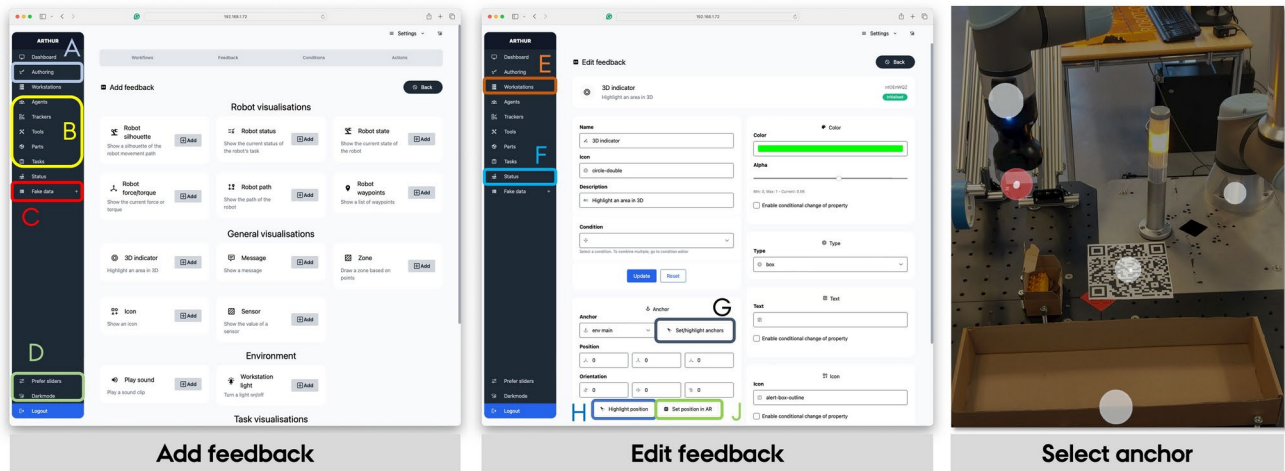 192.168.1.72
Settings
ARTHUR
Dashboard
Authoring
Workstations
Agents
Trackers
Tools
Parts
Tasks
Status
Fake data
Prefer sliders
Darkmode
Logout
A
B
C
D
Workflows Feedback Conditions Actions
Add feedback
Back
Robot visualisations
Robot silhouette
Show a silhouette of the robot movement path
Add
Robot status
Show the current status of the robot's task
Add
Robot state
Show the current state of the robot
Add
Robot force/torque
Show the current force or torque
Add
Robot path
Show the path of the robot
Add
Robot waypoints
Show a list of waypoints
Add
General visualisations
3D indicator
Highlight an area in 3D
Add
Message
Show a message
Add
Zone
Draw a zone based on points
Add
Icon
Show an icon
Add
Sensor
Show the value of a sensor
Add
Environment
Play sound
Play a sound clip
Add
Workstation light
Turn a light on/off
Add
Task visualisations
Add feedback
192.168.1.72
Settings
ARTHUR
Dashboard
Authoring
Workstations
Agents
Trackers
Tools
Parts
Tasks
Status
Fake data
Prefer sliders
Darkmode
Logout
E
F
G
H
J
Edit feedback
Back
3D indicator
Highlight an area in 3D
Initialised
Name
3D indicator
Icon
circle-double
Description
Highlight an area in 3D
Condition
Select a condition. To combine multiple, go to condition editor
Update Reset
Anchor
Anchor
env main
Set/highlight anchors
Position
0 0 0
Orientation
0 0 0
Highlight position
Set position in AR
Color
Color
Alpha
Enable conditional change of property
Type
Type
box
Text
Text
Enable conditional change of property
Icon
Icon
alert-box-outline
Enable conditional change of property
Edit feedback
Select anchor